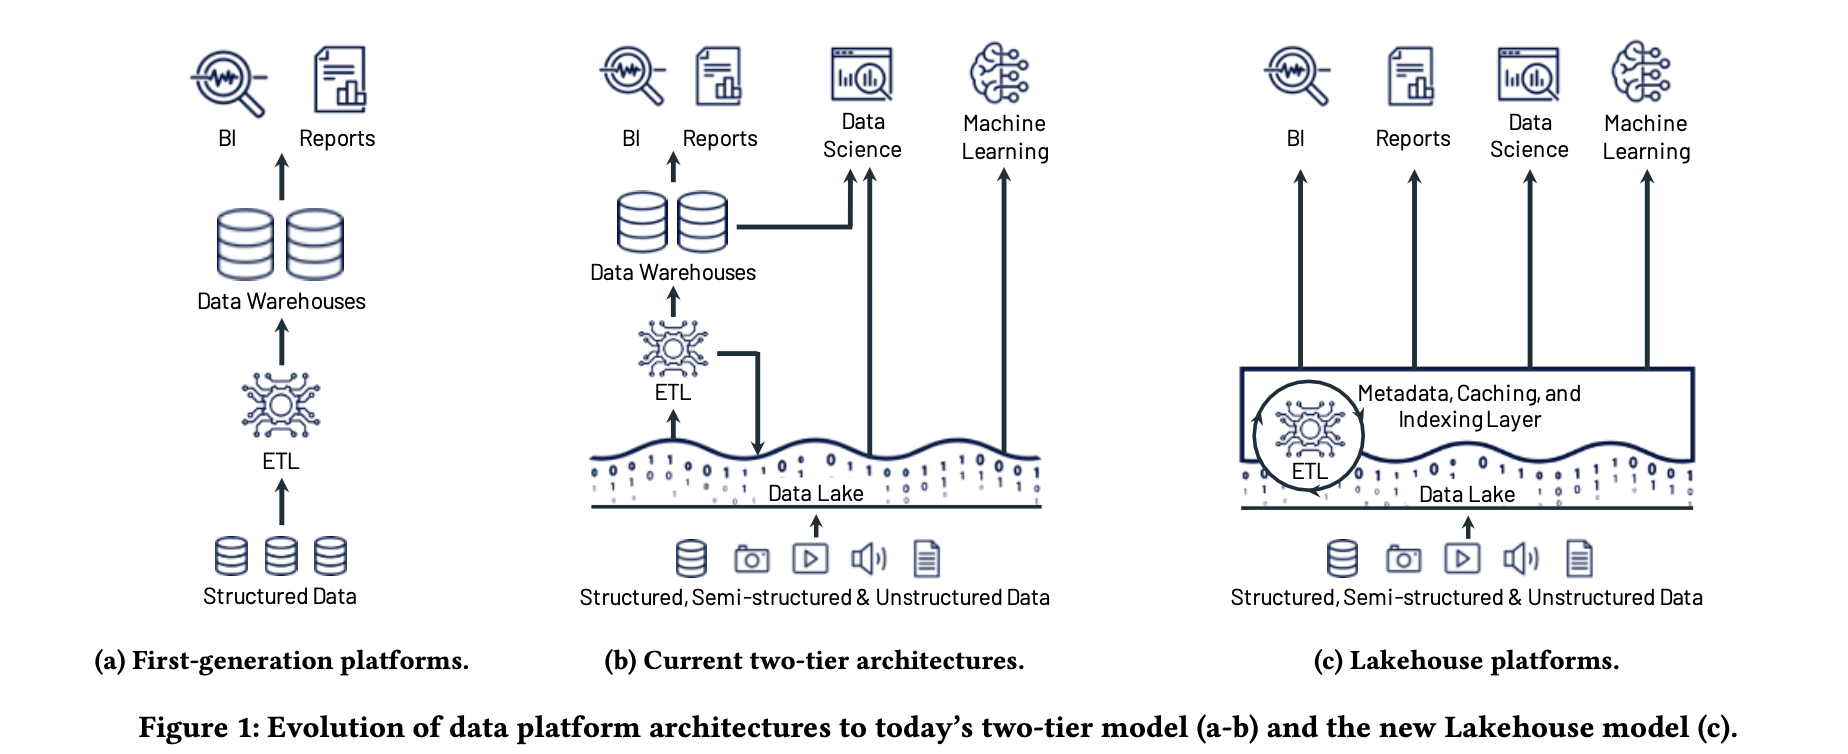 BI
Reports
Data Warehouses
ETL
Structured Data
(a) First-generation platforms.
BI
Reports
Data
Science
Machine
Learning
Data Warehouses
ETL
Data Lake
Structured, Semi-structured & Unstructured Data
(b) Current two-tier architectures.
BI
Reports
Data
Science
Machine
Learning
Metadata, Caching, and
Indexing Layer
ETL
Data Lake
Structured, Semi-structured & Unstructured Data
(c) Lakehouse platforms.
Figure 1: Evolution of data platform architectures to today's two-tier model (a-b) and the new Lakehouse model (c).